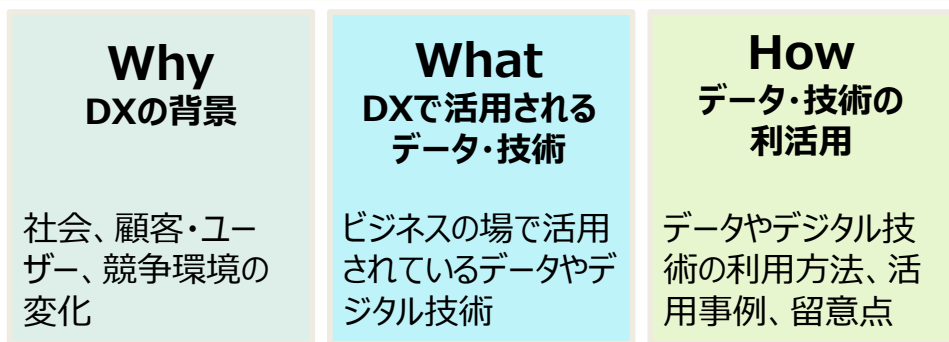 Why
DXの背景
社会、顧客・ユー
ザー、競争環境の
変化
What
DXで活用される
データ・技術
ビジネスの場で活用
されているデータやデ
ジタル技術
How
データ・技術の
利活用
データやデジタル技
術の利用方法、活
用事例、留意点